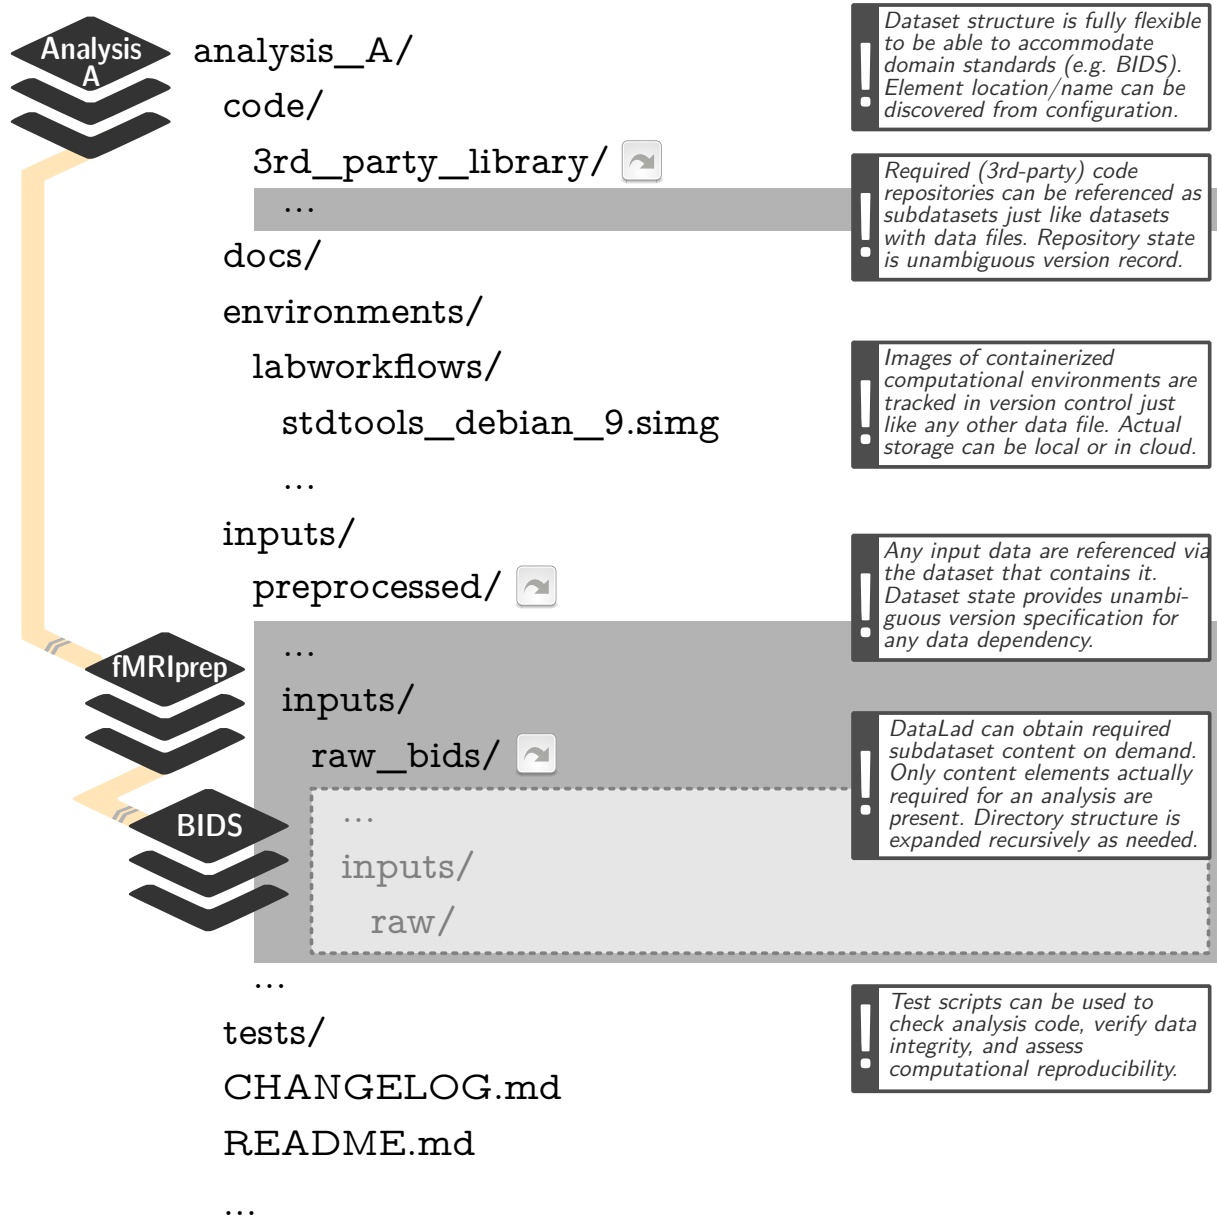 Analysis
A
analysis_A/
code/
3rd_party_library/
...
docs/
environments/
labworkflows/
stdtools_debian_9.simg
...
inputs/
preprocessed/
fMRIprep
...
inputs/
raw_bids/
BIDS
...
inputs/
raw/
...
tests/
CHANGELOG.md
README.md
...
!
Dataset structure is fully flexible
to be able to accommodate
domain standards (e.g. BIDS).
Element location/name can be
discovered from configuration.
!
Required (3rd-party) code
repositories can be referenced as
subdatasets just like datasets
with data files. Repository state
is unambiguous version record.
!
Images of containerized
computational environments are
tracked in version control just
like any other data file. Actual
storage can be local or in cloud.
!
Any input data are referenced via
the dataset that contains it.
Dataset state provides unambi-
guous version specification for
any data dependency.
!
DataLad can obtain required
subdataset content on demand.
Only content elements actually
required for an analysis are
present. Directory structure is
expanded recursively as needed.
!
Test scripts can be used to
check analysis code, verify data
integrity, and assess
computational reproducibility.